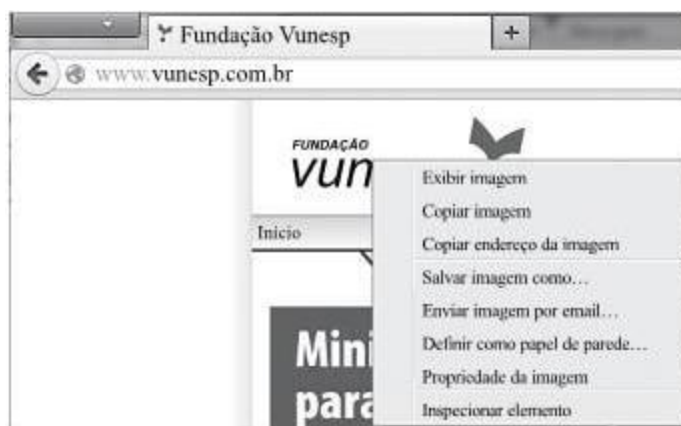 Fundação Vunesp
www.vunesp.com.br
FUNDAÇÃO
vun
Início
Mini
para
Exibir imagem
Copiar imagem
Copiar endereço da imagem
Salvar imagem como...
Enviar imagem por email...
Definir como papel de parede...
Propriedade da imagem
Inspecionar elemento